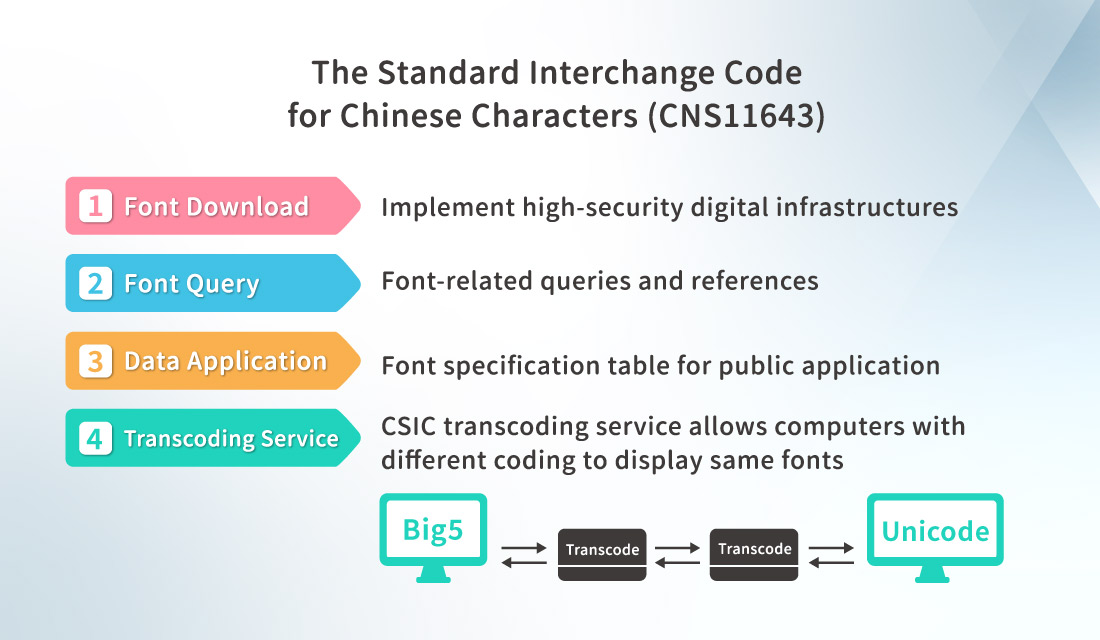 The Standard Interchange Code
for Chinese Characters (CNS11643)
1 Font Download
Implement high-security digital infrastructures
2 Font Query
Font-related queries and references
3 Data Application
Font specification table for public application
4 Transcoding Service
CSIC transcoding service allows computers with
different coding to display same fonts
Big5
Transcode
Transcode
Unicode